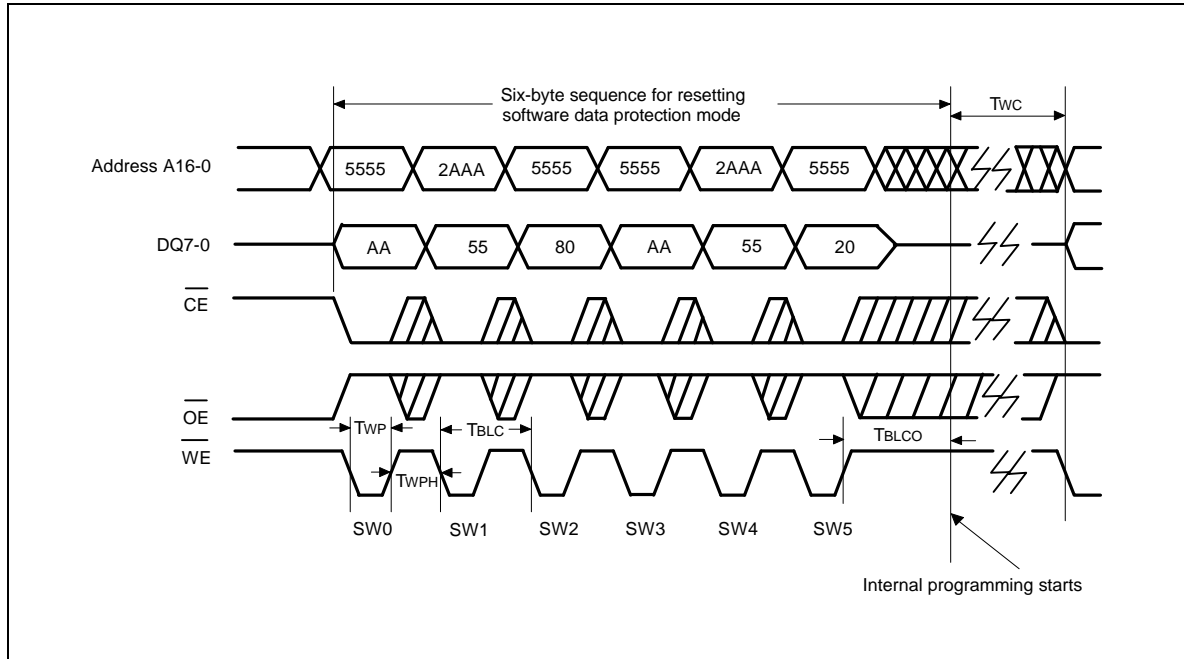 Six-byte sequence for resetting
software data protection mode
TWC
Address A16-0
5555 2AAA 5555 5555 2AAA 5555
DQ7-0
AA 55 80 AA 55 20
CE
OE
TWP TBLC TBLCO
WE
TWPH
SW0 SW1 SW2 SW3 SW4 SW5
Internal programming starts